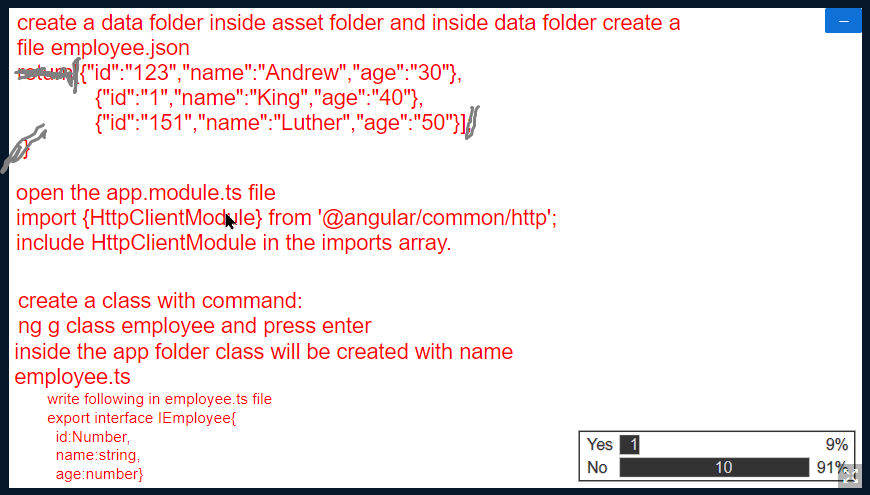 create a data folder inside asset folder and inside data folder create a
file employee.json
return[{"id":"123","name":"Andrew","age":"30"},
{"id":"1","name":"King","age":"40"},
{"id":"151","name":"Luther","age":"50"}]
}
open the app.module.ts file
import {HttpClientModule} from '@angular/common/http';
include HttpClientModule in the imports array.
create a class with command:
ng g class employee and press enter
inside the app folder class will be created with name
employee.ts
write following in employee.ts file
export interface IEmployee{
id:Number,
name:string,
age:number}
Yes 1 9%
No 10 91%